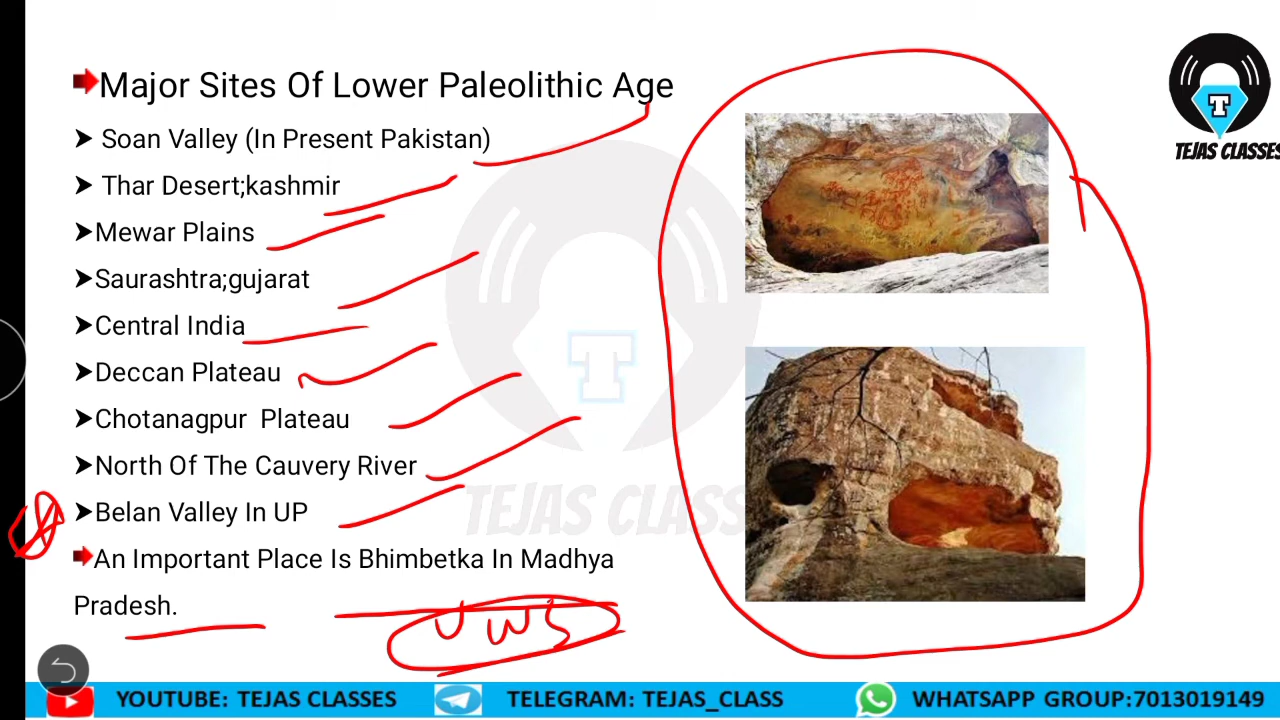 Major Sites Of Lower Paleolithic Age
Soan Valley (In Present Pakistan)
Thar Desert;kashmir
Mewar Plains
Saurashtra;gujarat
Central India
Deccan Plateau
Chotanagpur Plateau
North Of The Cauvery River
Belan Valley In UP
An Important Place Is Bhimbetka In Madhya
Pradesh.
T
TEJAS CLASSES
T
TEJAS CLASS
YOUTUBE: TEJAS CLASSES
TELEGRAM: TEJAS_CLASS
WHATSAPP GROUP:7013019149